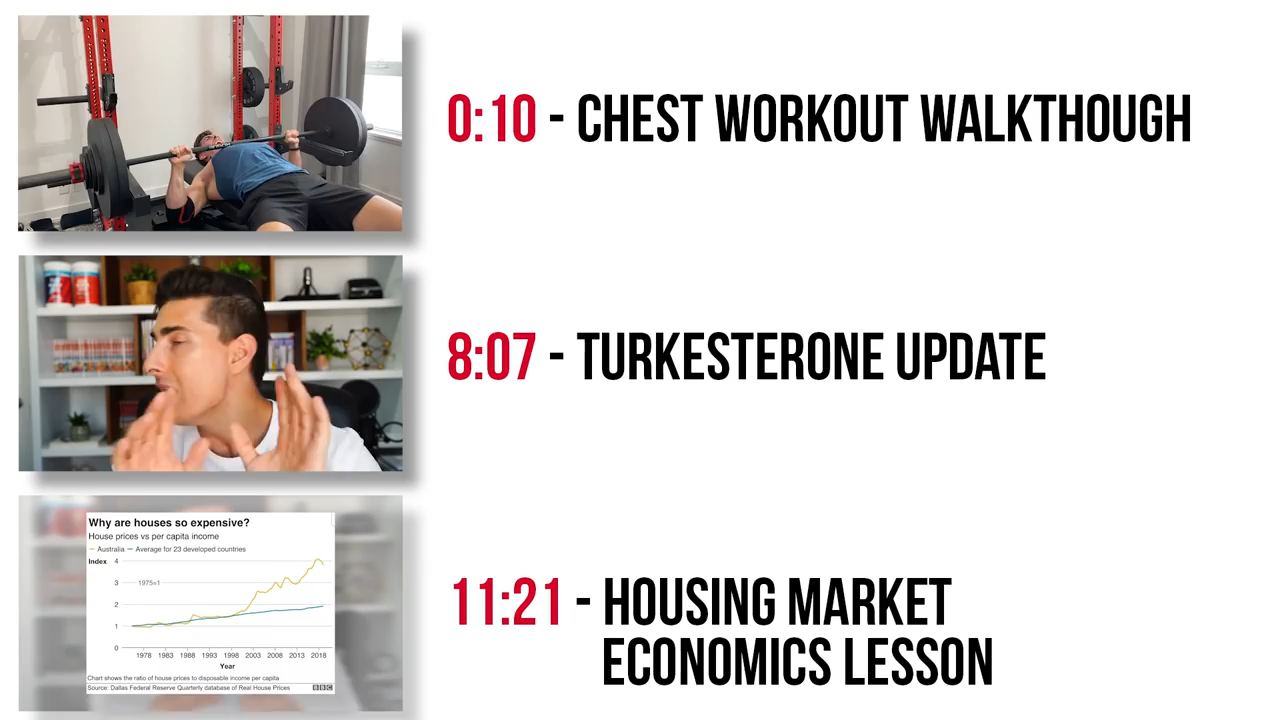 0:10 - CHEST WORKOUT WALKTHOUGH
8:07 - TURKESTERONE UPDATE
Why are houses so expensive?
House prices vs per capita income
Australia Average for 23 developed countries
Index 4
3 1975=1
2
1
0
1978 1983 1988 1993 1998 2003 2008 2013 2018
Year
Chart shows the ratio of house prices to disposable income per capita
Source: Dallas Federal Reserve Quarterly database of Real House Prices BBC
11:21 - HOUSING MARKET
ECONOMICS LESSON